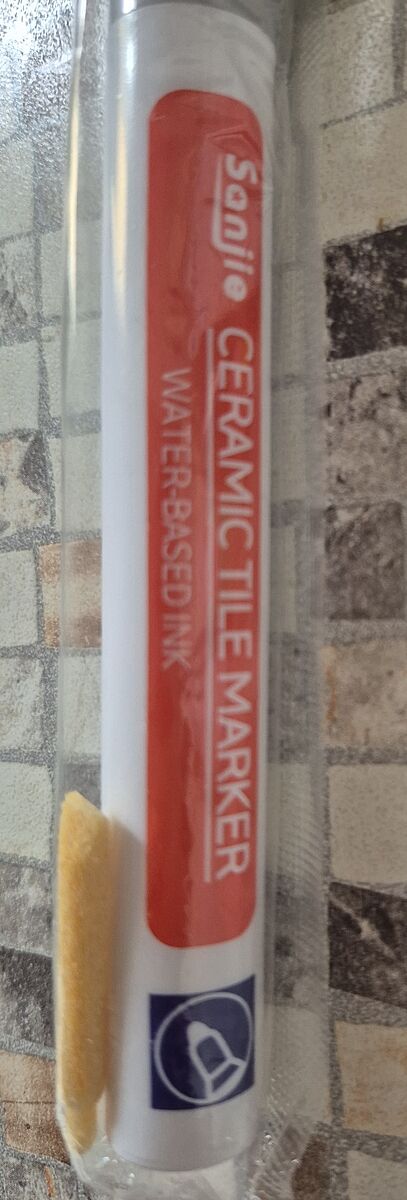 Sanjie CERAMIC TILE MARKER
WATER-BASED INK